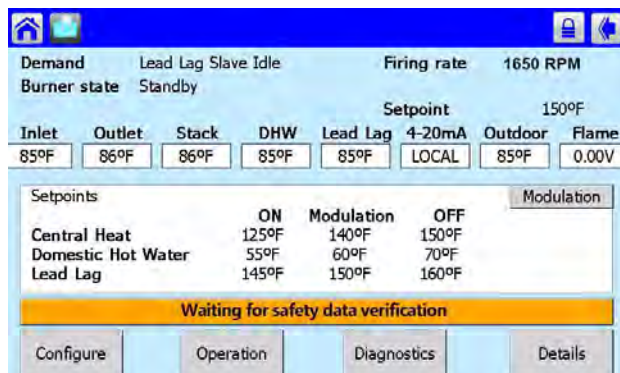 Demand Lead Lag Slave Idle Firing rate 1650 RPM
Burner state Standby
Setpoint 150ºF
Inlet Outlet Stack DHW Lead Lag 4-20mA Outdoor Flame
85ºF 86ºF 86ºF 85ºF 85ºF LOCAL 85ºF 0.00V
Setpoints Modulation
ON Modulation OFF
Central Heat 125ºF 140ºF 150ºF
Domestic Hot Water 55ºF 60ºF 70ºF
Lead Lag 145ºF 150ºF 160ºF
Waiting for safety data verification
Configure Operation Diagnostics Details